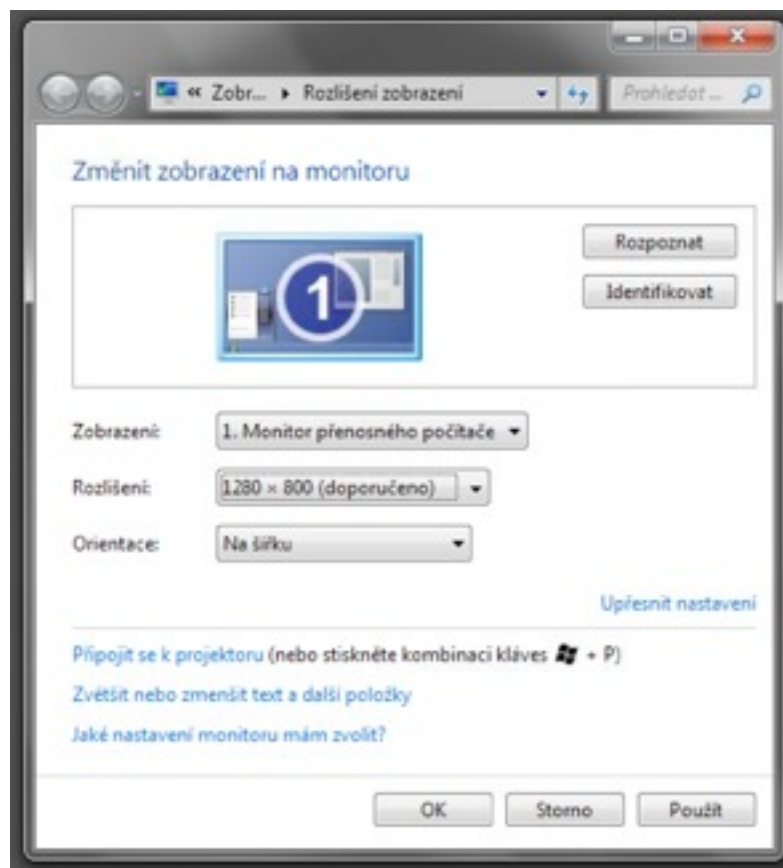 « Zobr... ▸ Rozlišení zobrazení
Prohledat ...
Změnit zobrazení na monitoru
1
Rozpoznat
Identifikovat
Zobrazení: 1. Monitor přenosného počítače
Rozlišení: 1280 × 800 (doporučeno)
Orientace: Na šířku
Upřesnit nastavení
Připojit se k projektoru (nebo stiskněte kombinaci kláves + P)
Zvětšit nebo zmenšit text a další položky
Jaké nastavení monitoru mám zvolit?
OK Storno Použít